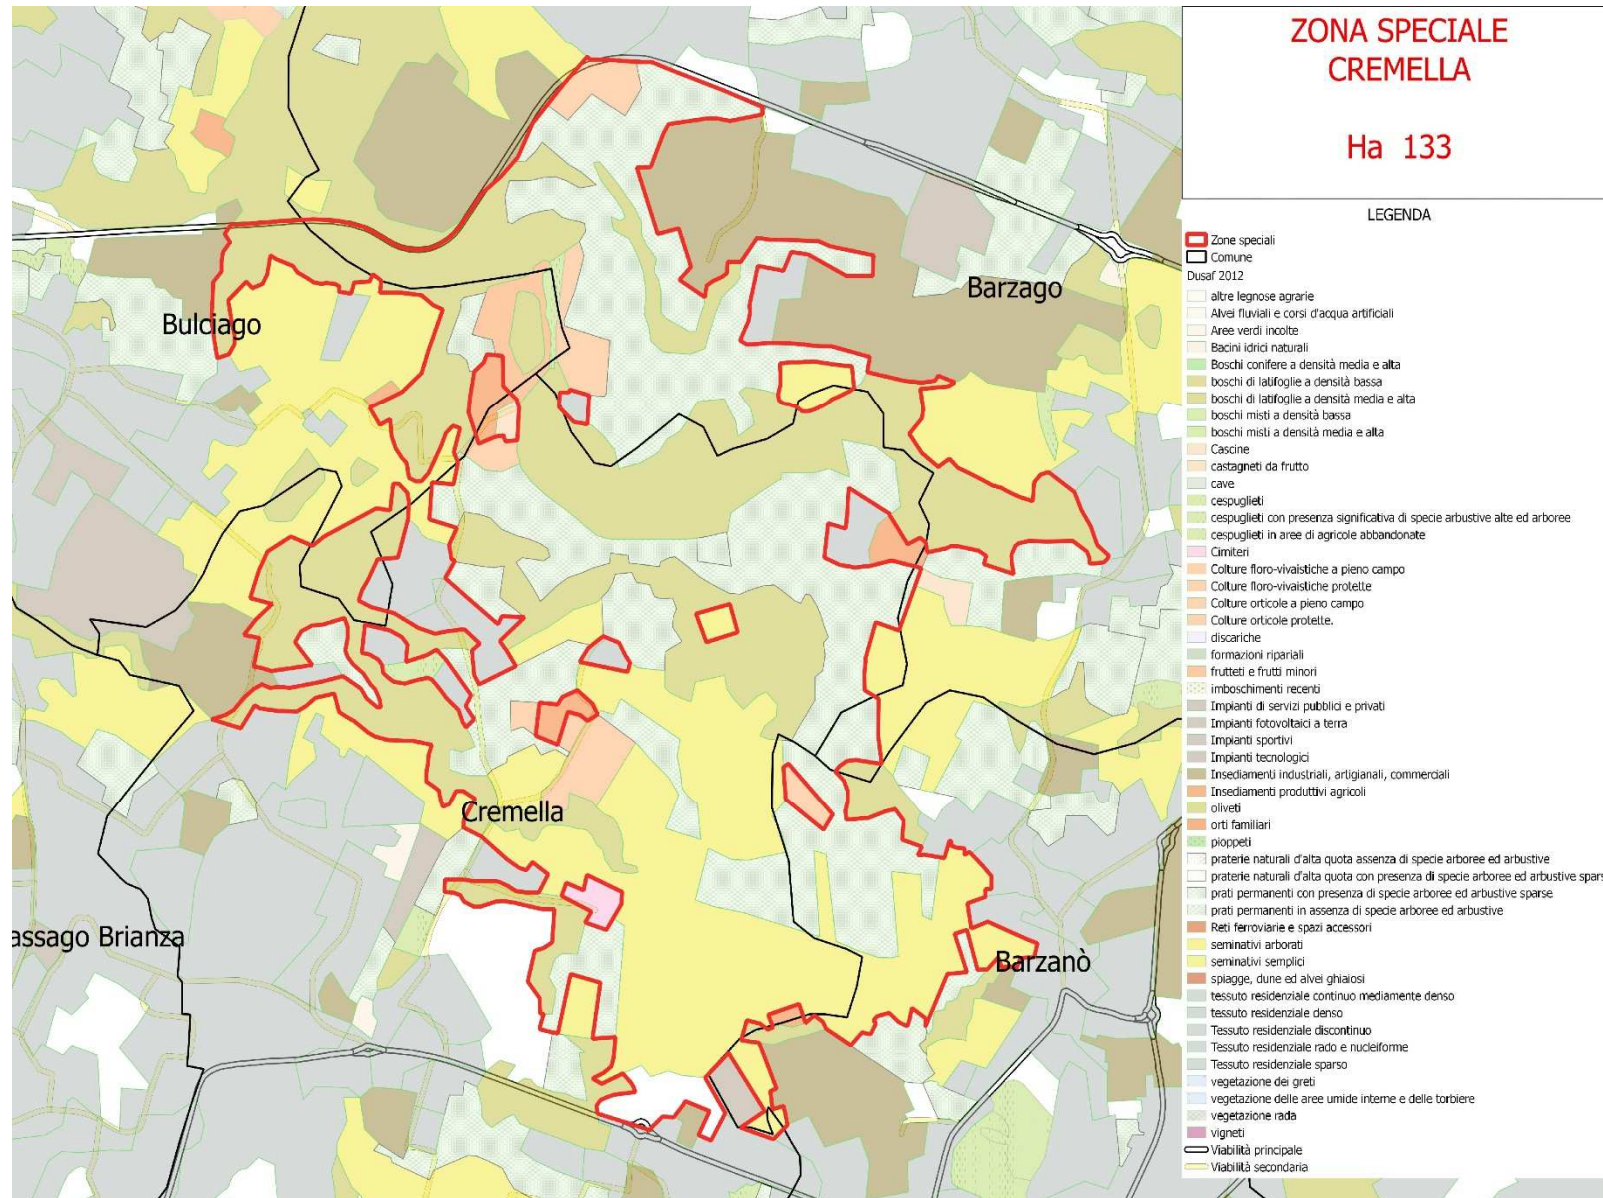 ZONA SPECIALE
CREMELLA
Ha 133
LEGENDA
Zone speciali
Comune
Dusaf 2012
altre legnose agrarie
Alvei fluviali e corsi d'acqua artificiali
Aree verdi incolte
Bacini idrici naturali
Boschi conifere a densità media e alta
boschi di latifoglie a densità bassa
boschi di latifoglie a densità media e alta
boschi misti a densità bassa
boschi misti a densità media e alta
Cascine
castagneti da frutto
cave
cespuglieti
cespuglieti con presenza significativa di specie arbustive alte ed arboree
cespuglieti in aree di agricole abbandonate
Cimiteri
Colture floro-vivaistiche a pieno campo
Colture floro-vivaistiche protette
Colture orticole a pieno campo
Colture orticole protette.
discariche
formazioni ripariali
frutteti e frutti minori
imboschimenti recenti
Impianti di servizi pubblici e privati
Impianti fotovoltaici a terra
Impianti sportivi
Impianti tecnologici
Insediamenti industriali, artigianali, commerciali
Insediamenti produttivi agricoli
oliveti
orti familiari
pioppeti
praterie naturali d'alta quota assenza di specie arboree ed arbustive
praterie naturali d'alta quota con presenza di specie arboree ed arbustive spars
prati permanenti con presenza di specie arboree ed arbustive sparse
prati permanenti in assenza di specie arboree ed arbustive
Reti ferroviarie e spazi accessori
seminativi arborati
seminativi semplici
spiagge, dune ed alvei ghiaiosi
tessuto residenziale continuo mediamente denso
tessuto residenziale denso
Tessuto residenziale discontinuo
Tessuto residenziale rado e nucleiforme
Tessuto residenziale sparso
vegetazione dei greti
vegetazione delle aree umide interne e delle torbiere
vegetazione rada
vigneti
Viabilità principale
Viabilità secondaria
Barzago
Bulciago
Cremella
assago Brianza
Barzanò